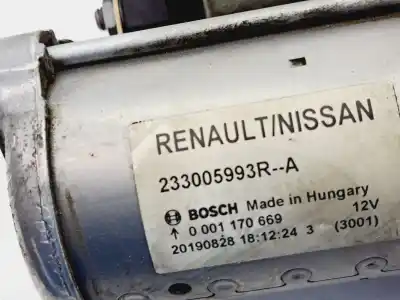 RENAULT/NISSAN
233005993R--A
BOSCH Made in Hungary
0 001 170 669 12V
20190828 18:12:24 3 (3001)